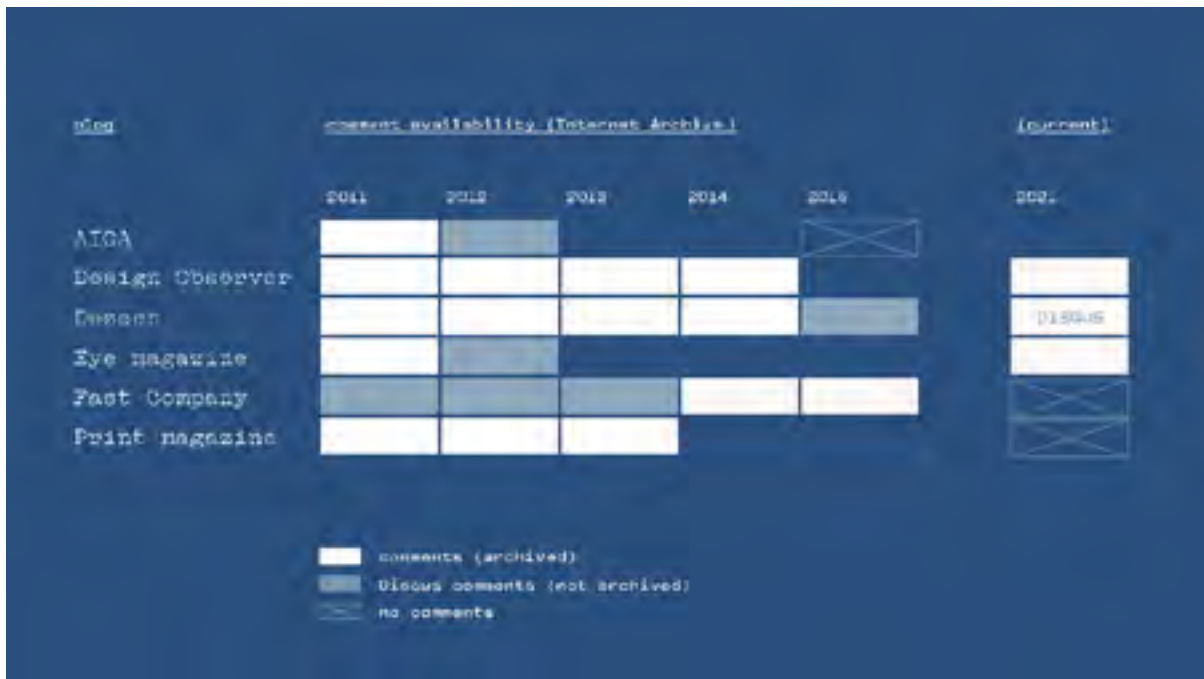 blog comment availability (Internet Archive) (current)
2011 2012 2013 2014 2015 2021
AIGA
Design Observer
Dezeen DISQUS
Eye magazine
Fast Company
Print magazine
comments (archived)
Disqus comments (not archived)
no comments